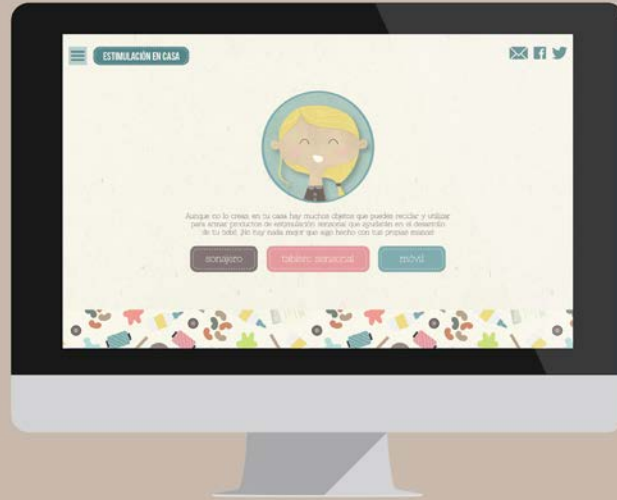 ESTIMULACIÓN EN CASA
Aunque no lo creas, en tu casa hay muchos objetos que puedes reciclar y utilizar
para armar productos de estimulación sensorial que ayudarán en el desarrollo
de tu bebé. ¡No hay nada mejor que algo hecho con tus propias manos!
sonajero
tablero sensorial
móvil